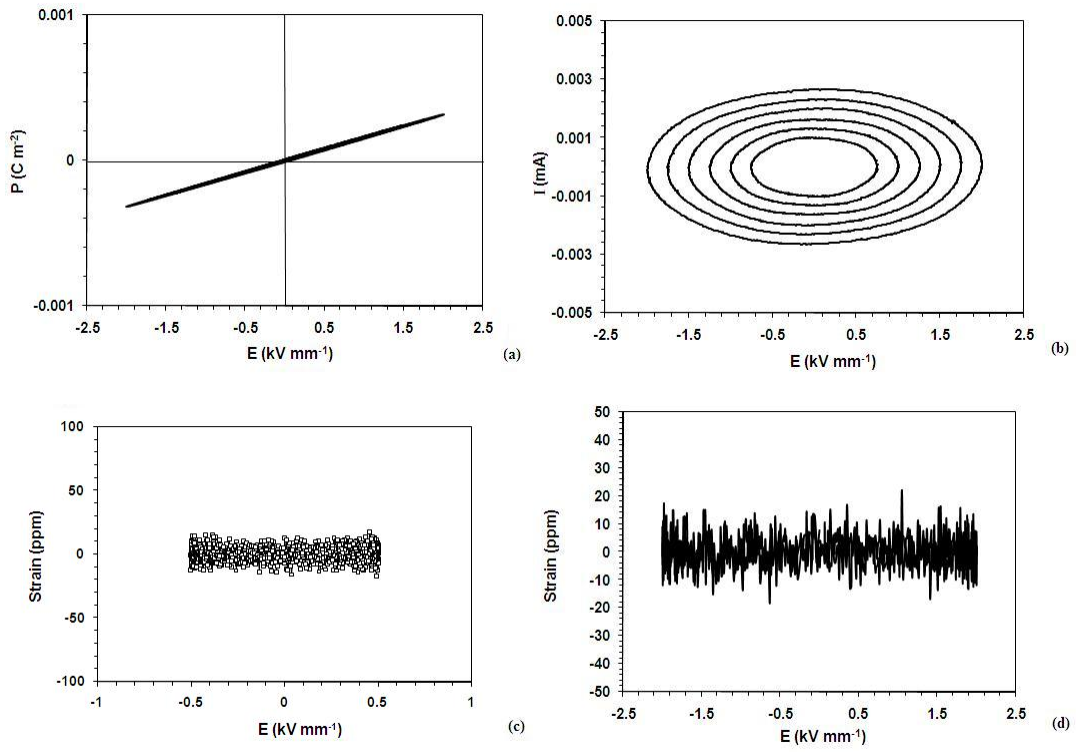 0.001
0
-0.001
P (C m-2)
-2.5 -1.5 -0.5 0.5 1.5 2.5
E (kV mm-1)
(a)
0.005
0.003
0.001
-0.001
-0.003
-0.005
I (mA)
-2.5 -1.5 -0.5 0.5 1.5 2.5
E (kV mm-1)
(b)
100
50
0
-50
-100
Strain (ppm)
-1 -0.5 0 0.5 1
E (kV mm-1)
(c)
50
40
30
20
10
0
-10
-20
-30
-40
-50
Strain (ppm)
-2.5 -1.5 -0.5 0.5 1.5 2.5
E (kV mm-1)
(d)